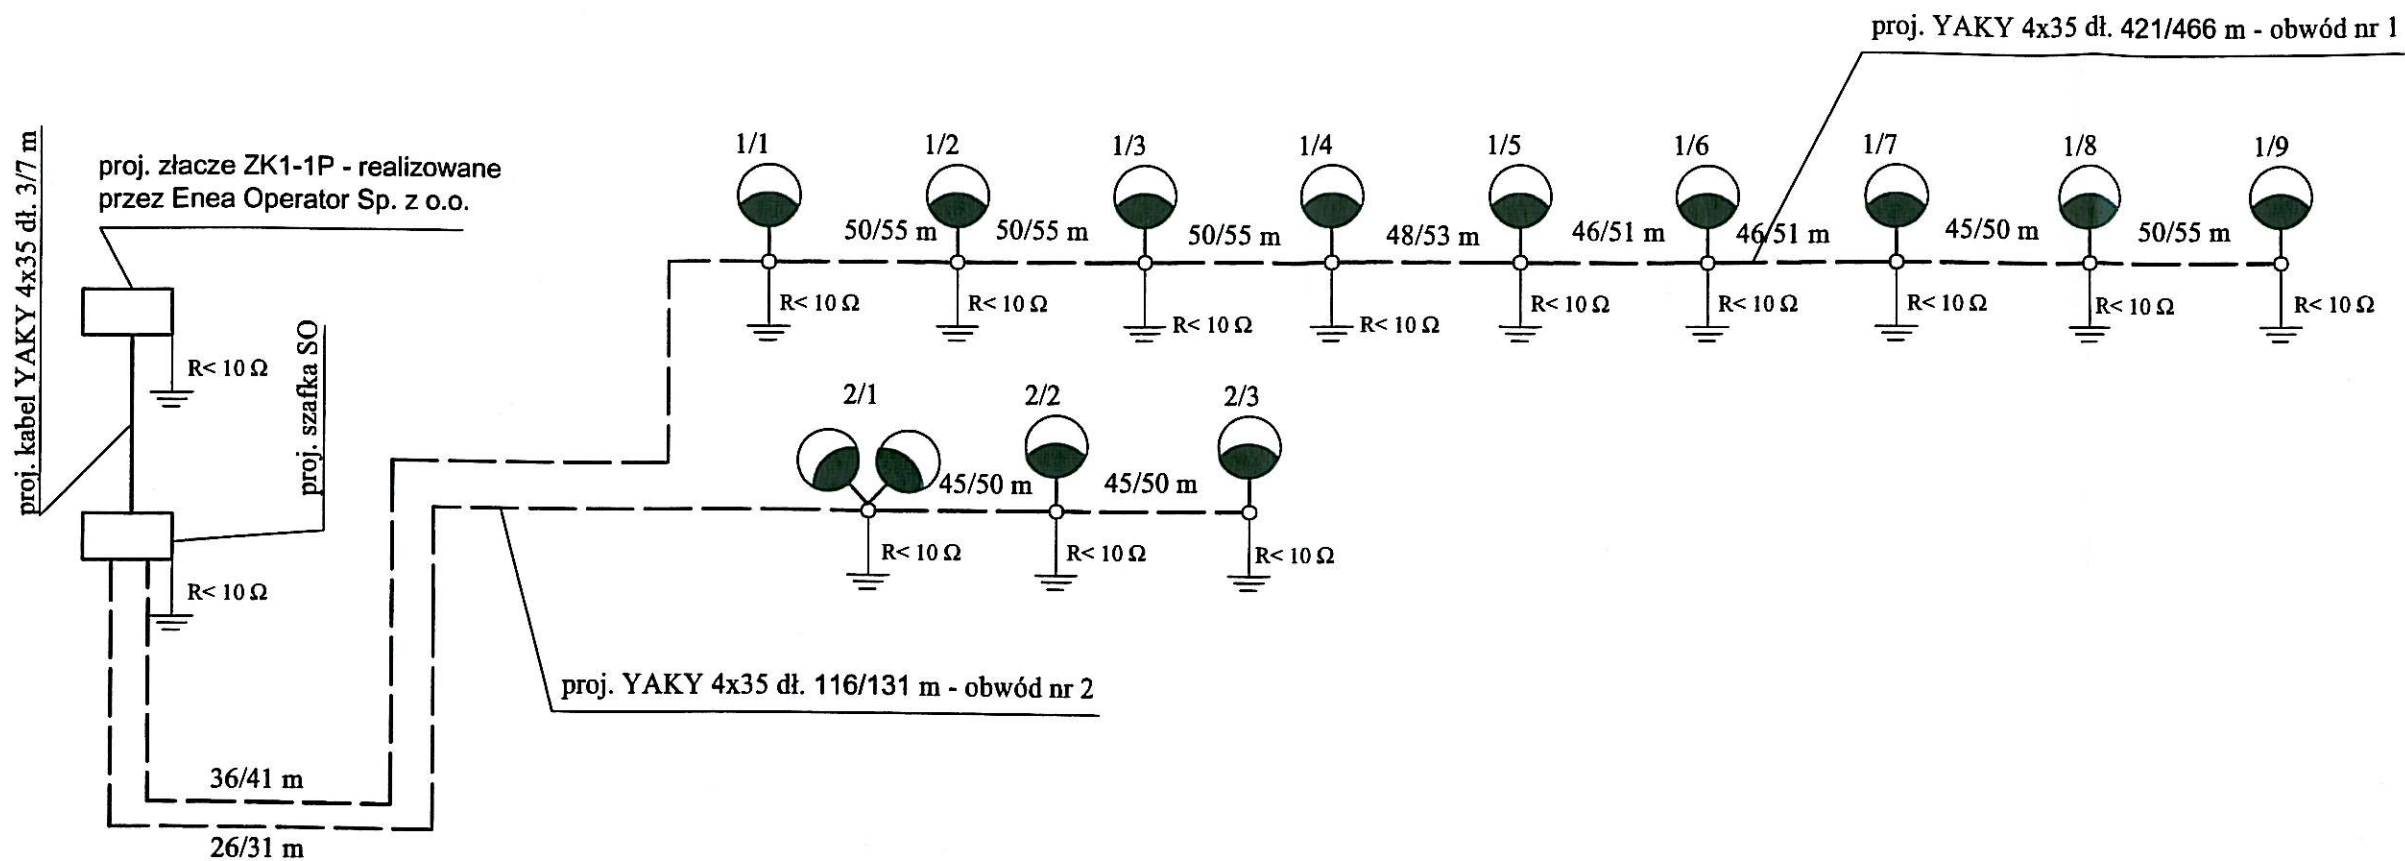 proj. YAKY 4x35 dł. 421/466 m - obwód nr 1
proj. kabel YAKY 4x35 dł. 3/7 m
proj. złacze ZK1-1P - realizowane
przez Enea Operator Sp. z o.o.
R< 10 Ω
proj. szafka SO
R< 10 Ω
1/1
1/2
1/3
1/4
1/5
1/6
1/7
1/8
1/9
50/55 m
50/55 m
50/55 m
48/53 m
46/51 m
46/51 m
45/50 m
50/55 m
R< 10 Ω
R< 10 Ω
R< 10 Ω
R< 10 Ω
R< 10 Ω
R< 10 Ω
R< 10 Ω
R< 10 Ω
R< 10 Ω
2/1
2/2
2/3
45/50 m
45/50 m
R< 10 Ω
R< 10 Ω
R< 10 Ω
proj. YAKY 4x35 dł. 116/131 m - obwód nr 2
36/41 m
26/31 m